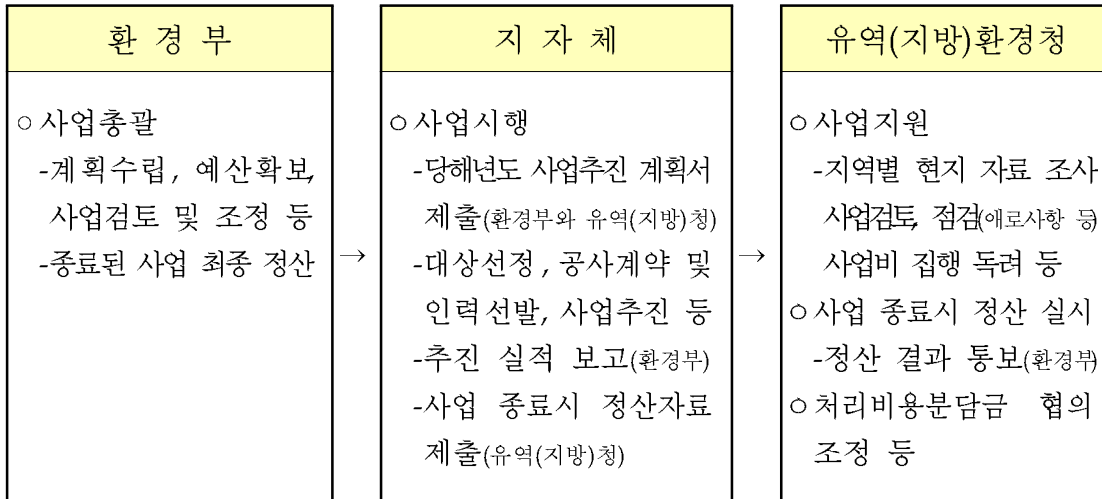 환 경 부
○ 사업총괄
-계획수립, 예산확보,
사업검토 및 조정 등
-종료된 사업 최종 정산
→
지 자 체
○ 사업시행
-당해년도 사업추진 계획서
제출(환경부와 유역(지방)청)
-대상선정, 공사계약 및
인력선발, 사업추진 등
-추진 실적 보고(환경부)
-사업 종료시 정산자료
제출(유역(지방)청)
→
유역(지방)환경청
○ 사업지원
-지역별 현지 자료 조사
사업검토, 점검(애로사항 등)
사업비 집행 독려 등
○ 사업 종료시 정산 실시
-정산 결과 통보(환경부)
○ 처리비용분담금 협의
조정 등